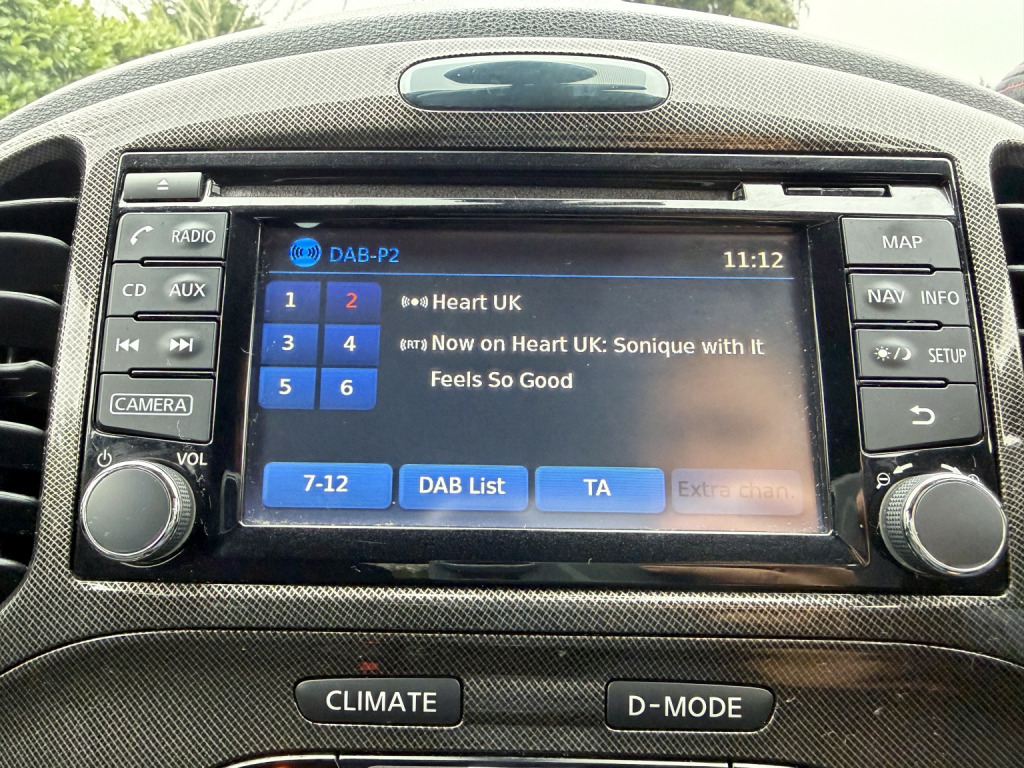 RADIO
CD AUX
CAMERA
VOL
DAB-P2 11:12
1 2
3 4
5 6
Heart UK
(RT) Now on Heart UK: Sonique with It
Feels So Good
7-12 DAB List TA Extra chan.
MAP
NAV INFO
SETUP
CLIMATE D-MODE